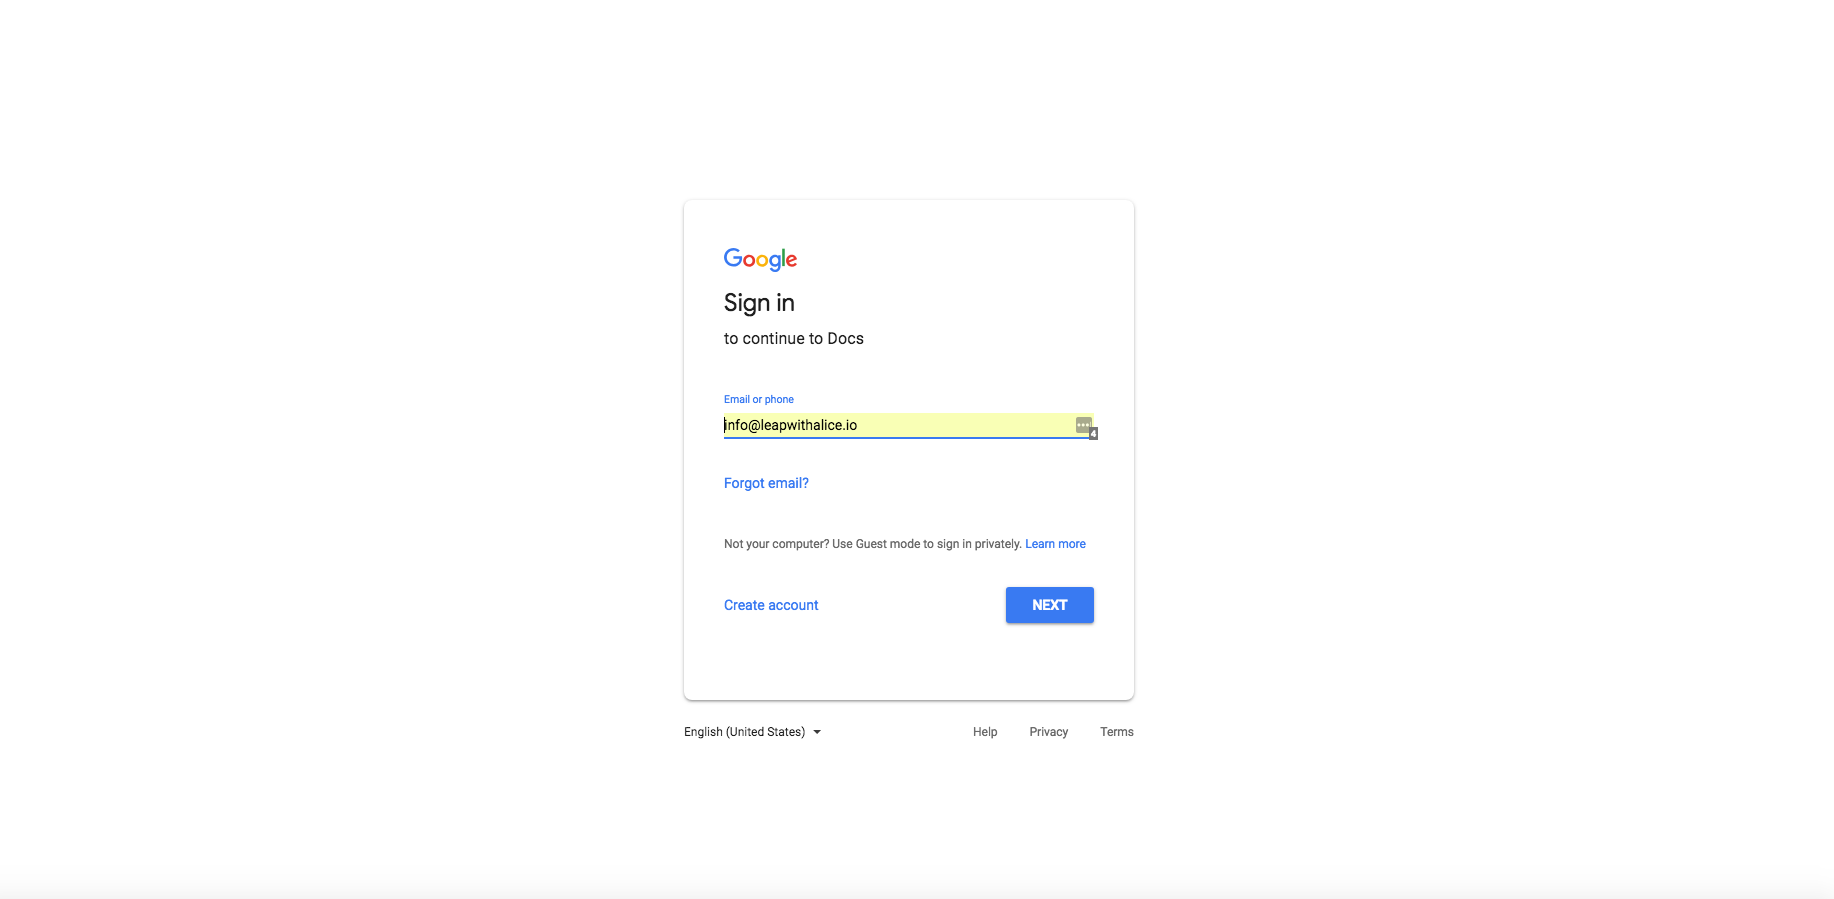 Google
Sign in
to continue to Docs
Email or phone
info@leapwithalice.io
4
Forgot email?
Not your computer? Use Guest mode to sign in privately. Learn more
Create account NEXT
English (United States) Help Privacy Terms